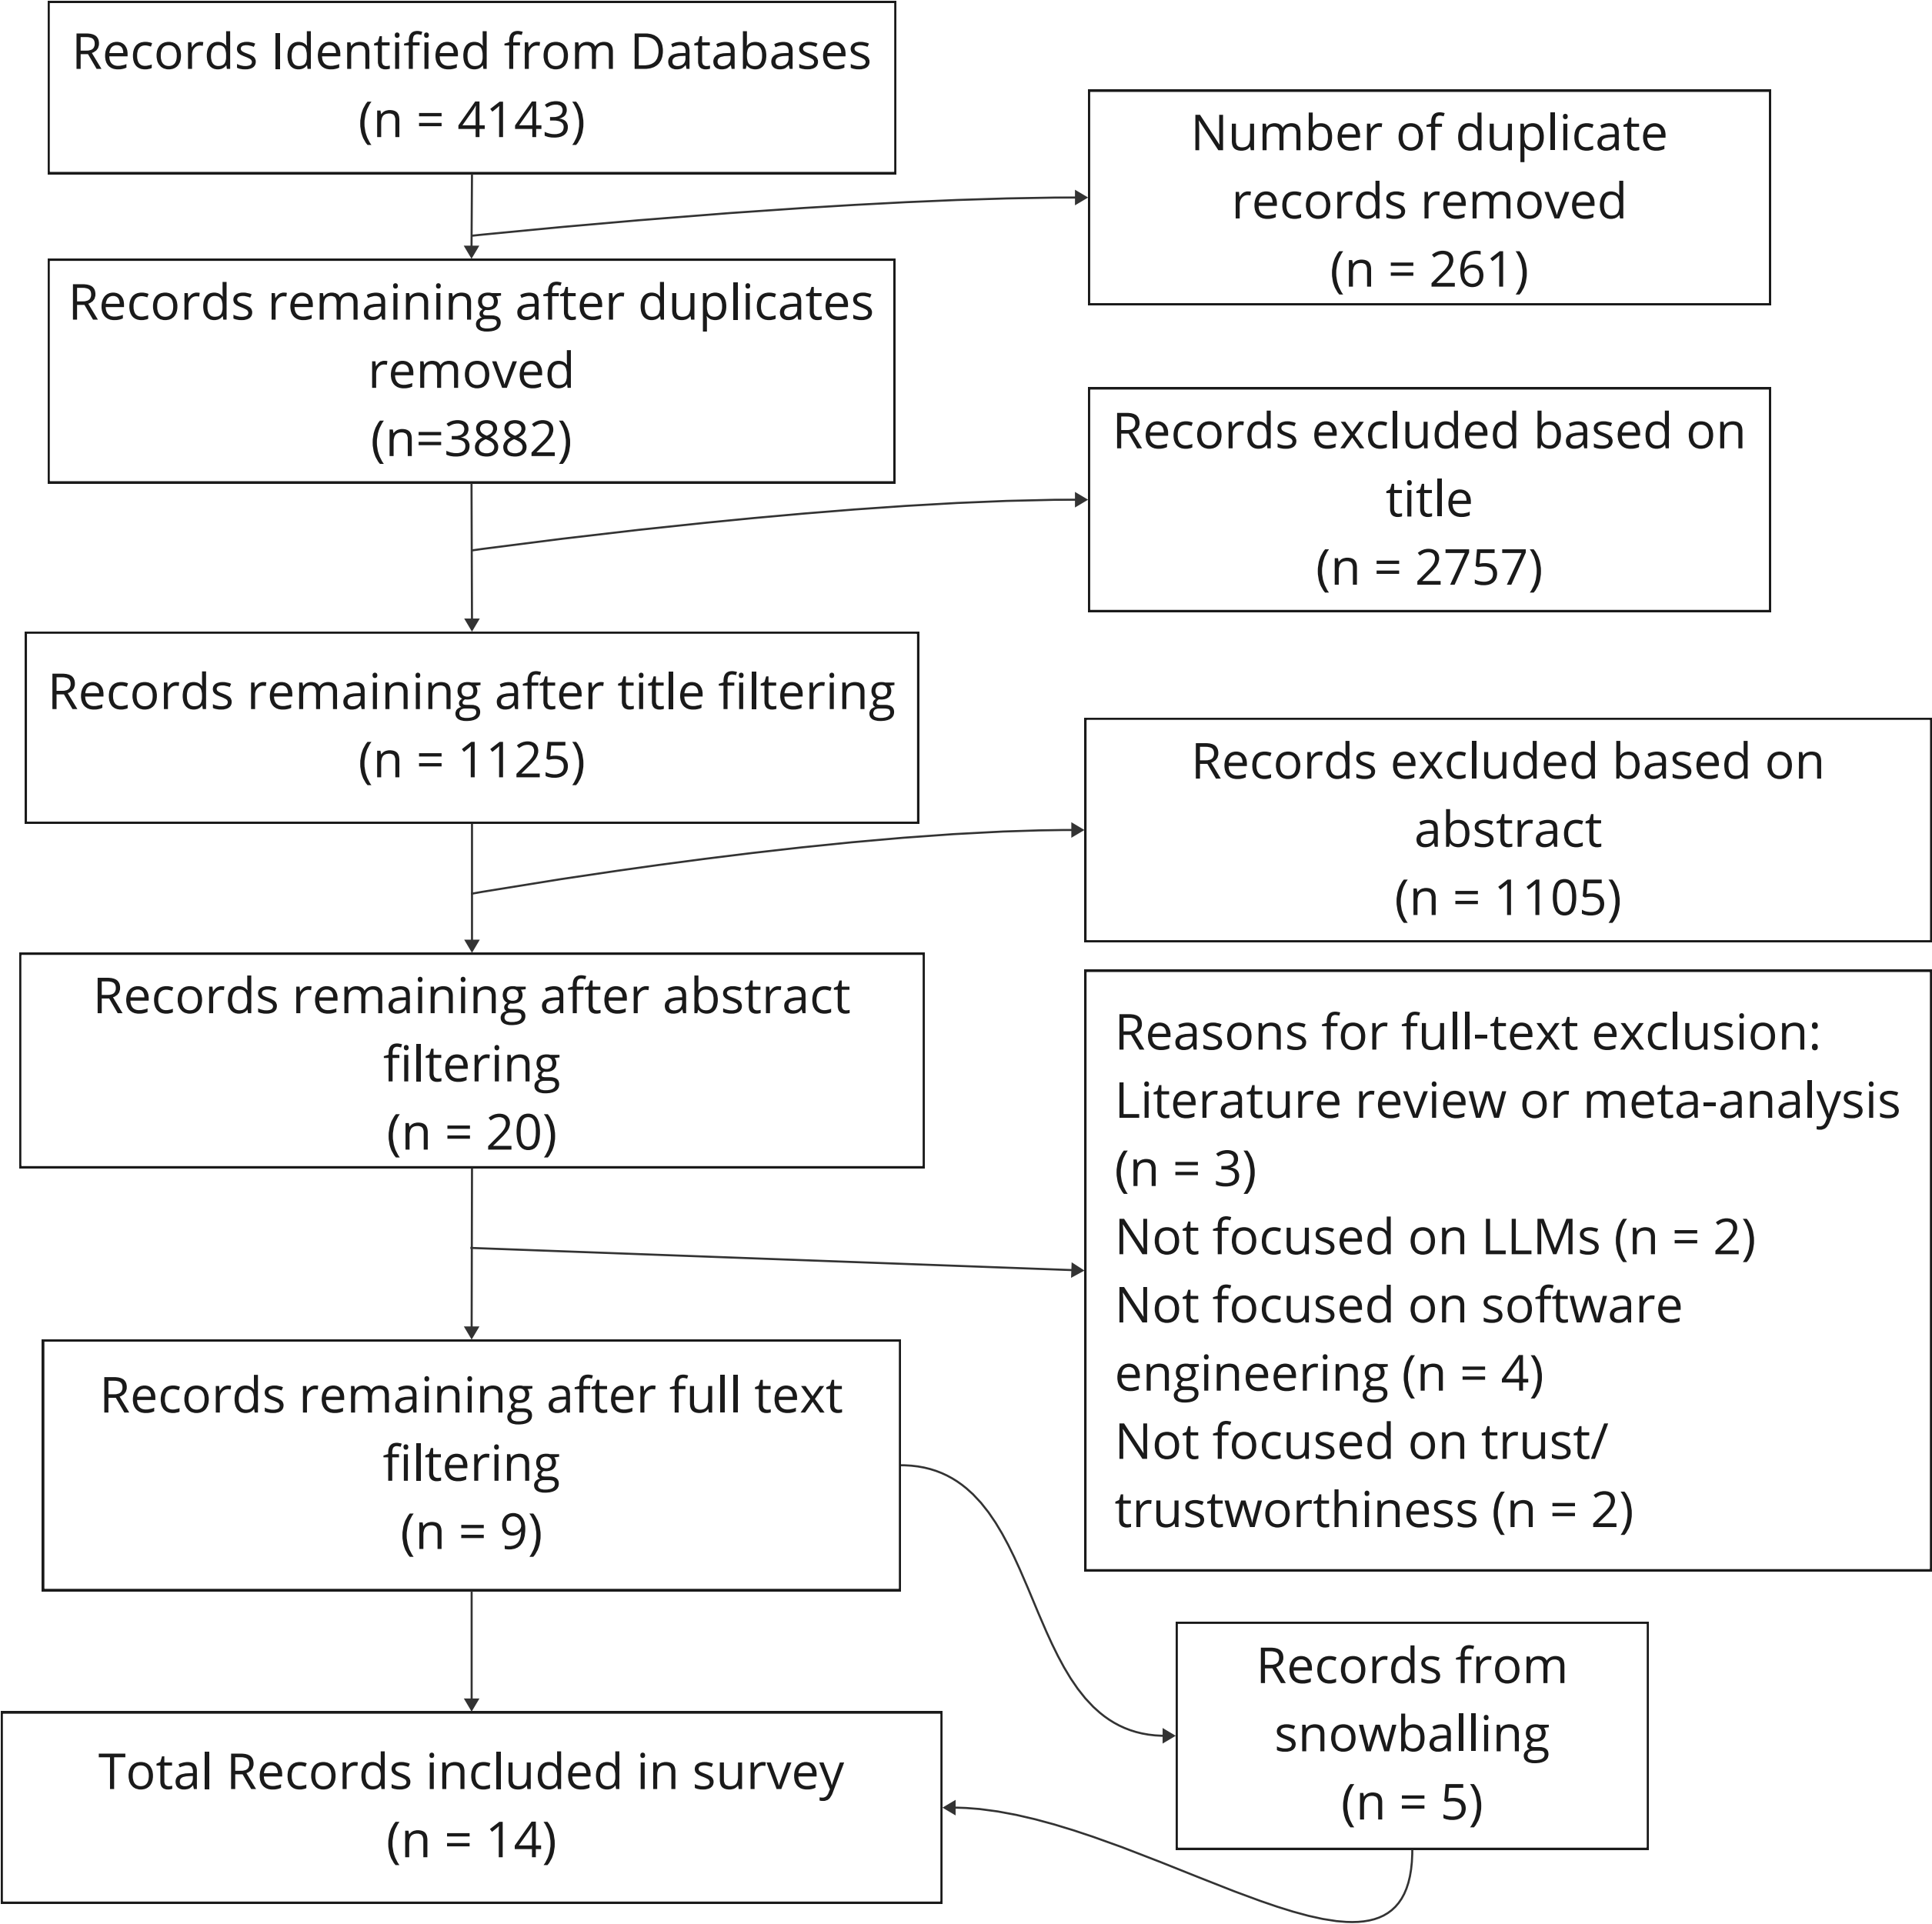 Records Identified from Databases
(n = 4143)
Number of duplicate
records removed
(n = 261)
Records remaining after duplicates
removed
(n=3882)
Records excluded based on
title
(n = 2757)
Records remaining after title filtering
(n = 1125)
Records excluded based on
abstract
(n = 1105)
Records remaining after abstract
filtering
(n = 20)
Reasons for full-text exclusion:
Literature review or meta-analysis
(n = 3)
Not focused on LLMs (n = 2)
Not focused on software
engineering (n = 4)
Not focused on trust/
trustworthiness (n = 2)
Records remaining after full text
filtering
(n = 9)
Records from
snowballing
(n = 5)
Total Records included in survey
(n = 14)